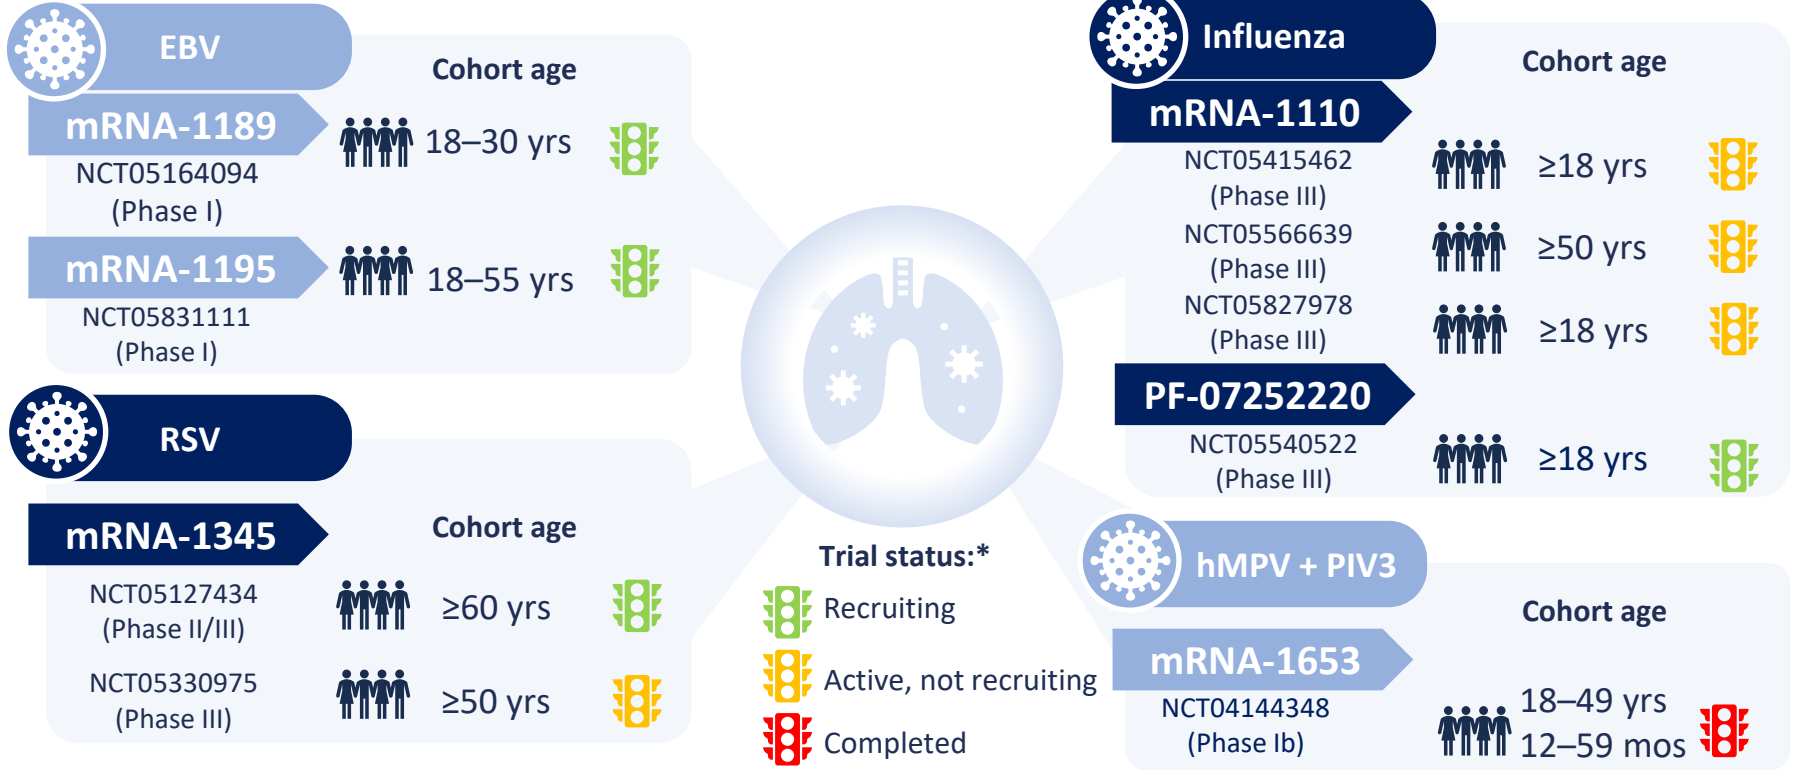 EBV
Cohort age
mRNA-1189
18–30 yrs
NCT05164094
(Phase I)
mRNA-1195
18–55 yrs
NCT05831111
(Phase I)
RSV
Cohort age
mRNA-1345
NCT05127434
(Phase II/III)
≥60 yrs
NCT05330975
(Phase III)
≥50 yrs
Trial status:*
Recruiting
Active, not recruiting
Completed
Influenza
Cohort age
mRNA-1110
NCT05415462
(Phase III)
≥18 yrs
NCT05566639
(Phase III)
≥50 yrs
NCT05827978
(Phase III)
≥18 yrs
PF-07252220
NCT05540522
(Phase III)
≥18 yrs
hMPV + PIV3
Cohort age
mRNA-1653
NCT04144348
(Phase Ib)
18–49 yrs
12–59 mos